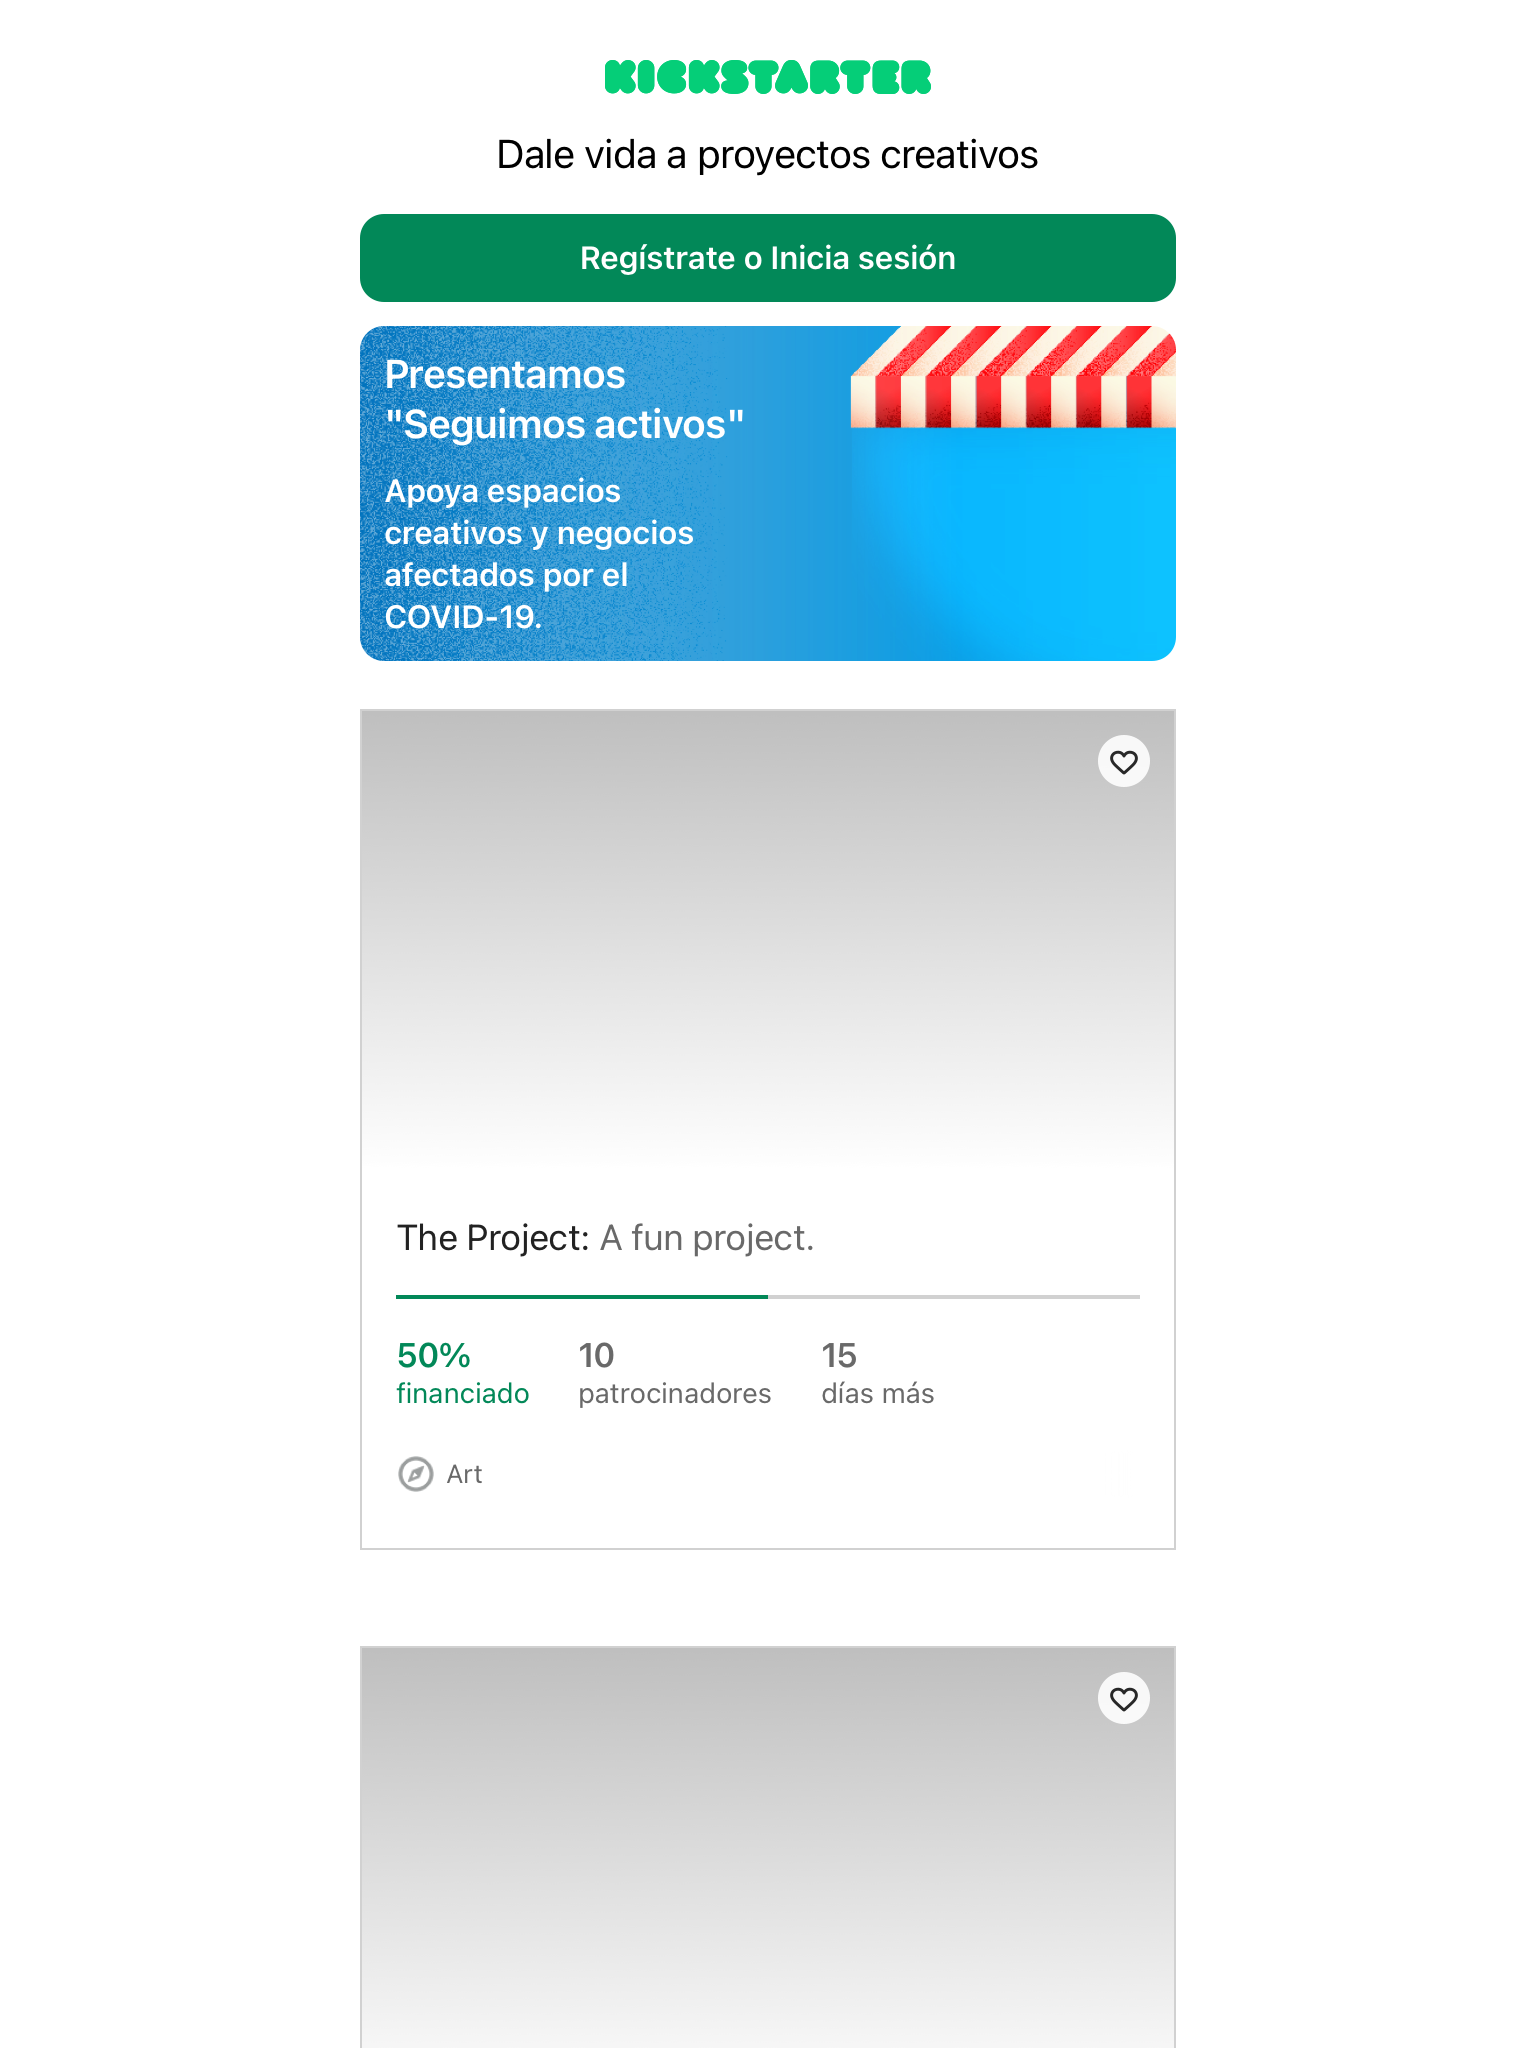 KICKSTARTER
Dale vida a proyectos creativos
Regístrate o Inicia sesión
Presentamos
"Seguimos activos"
Apoya espacios
creativos y negocios
afectados por el
COVID-19.
The Project: A fun project.
50%
financiado
10
patrocinadores
15
días más
Art